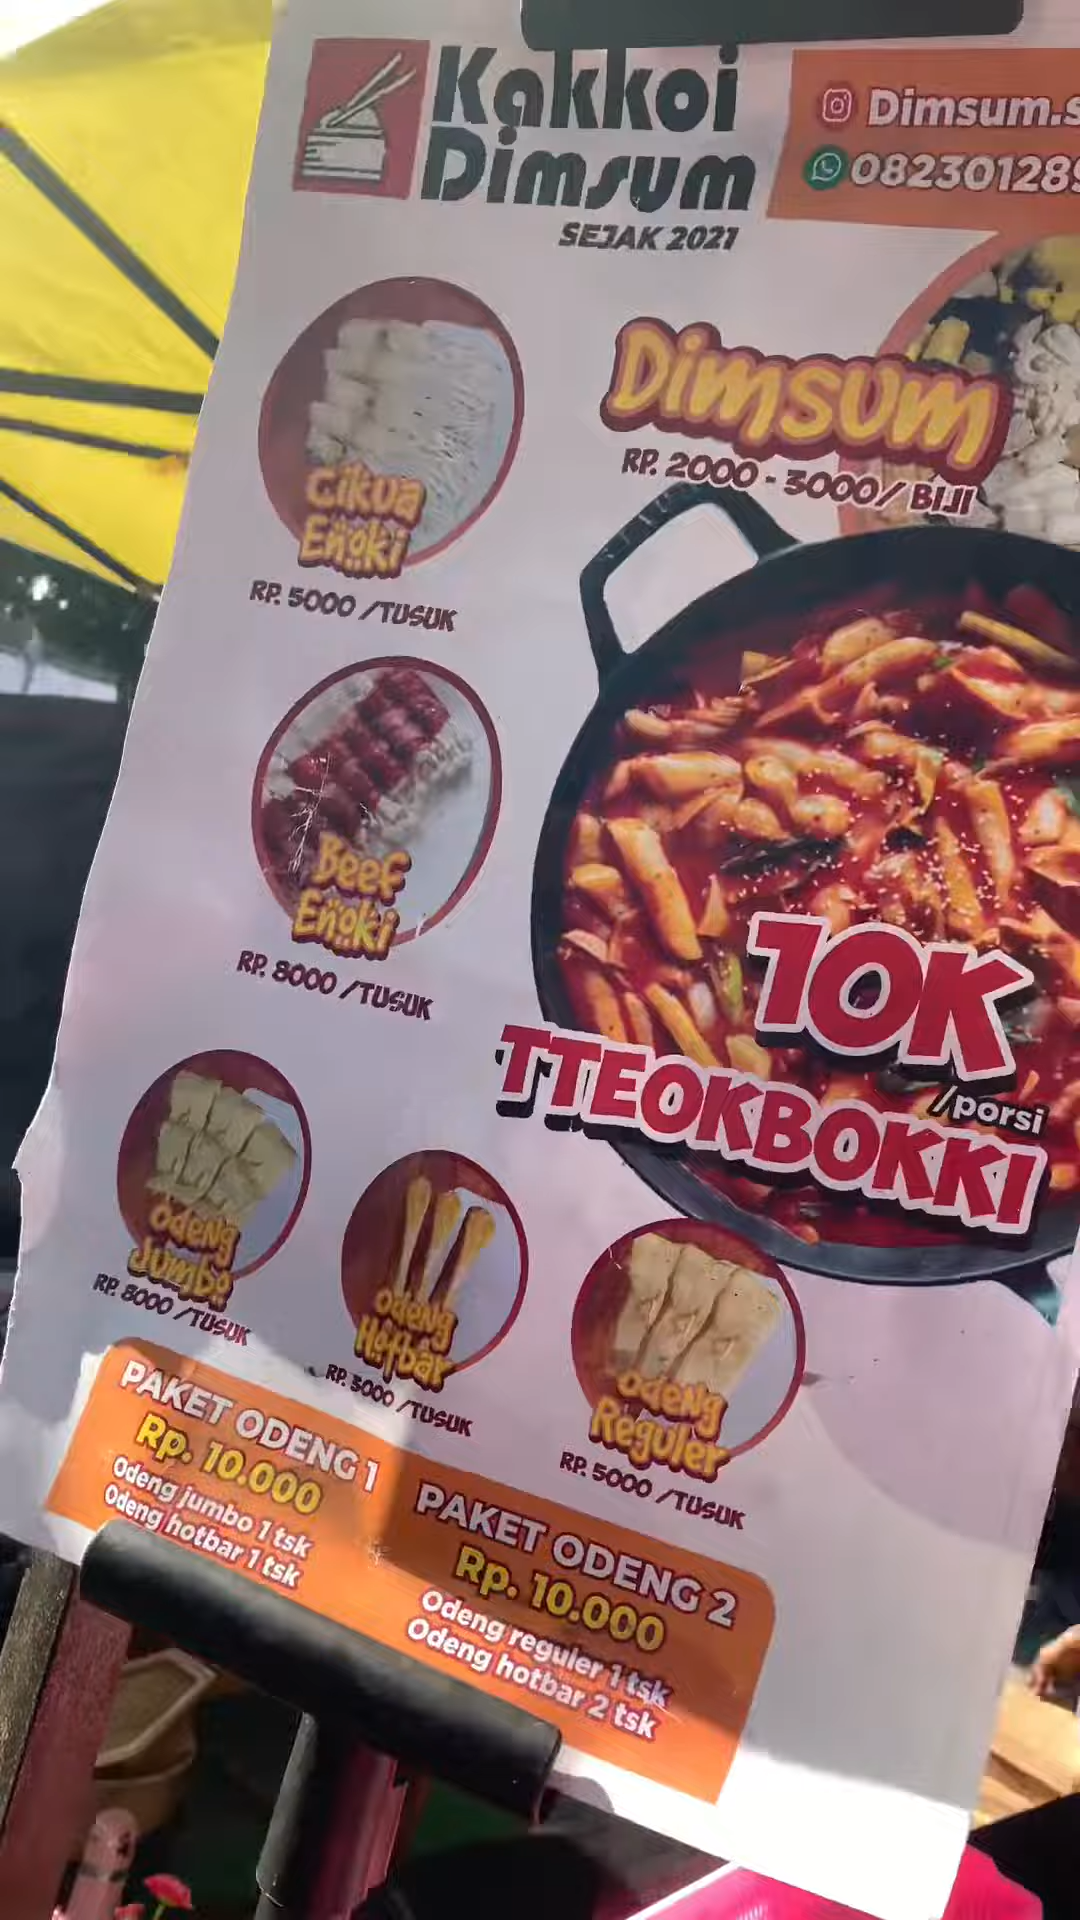 Kakkoi
Dimsum
SEJAK 2021
Dimsum.s
082301289
Dimsum
RP. 2000 - 3000/ BIJI
Cikua
Enoki
RP. 5000 /TUSUK
Beef
Enoki
RP. 8000 /TUSUK
10K
/porsi
TTEOKBOKKI
Odeng
Jumbo
RP. 8000 /TUSUK
Odeng
Hotbar
/TUSUK
Odeng
Reguler
RP. 5000 /TUSUK
PAKET ODENG 1
Rp. 10.000
Odeng jumbo 1 tsk
Odeng hotbar 1 tsk
PAKET ODENG 2
Rp. 10.000
Odeng reguler 1 tsk
Odeng hotbar 2 tsk